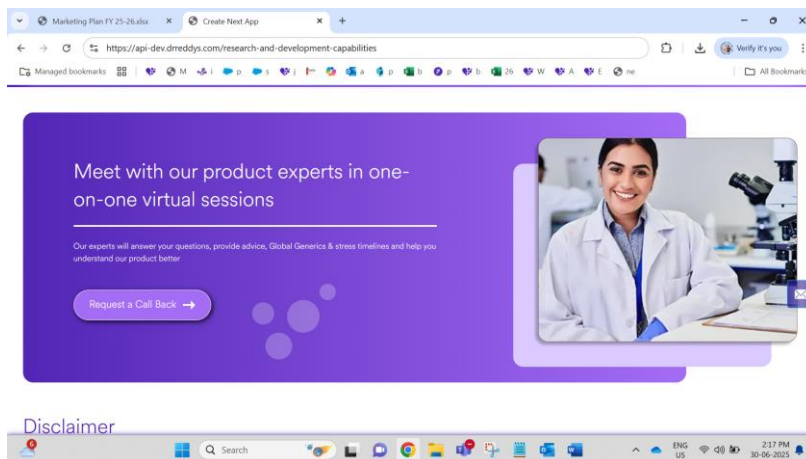 Marketing Plan FY 25-26.xlsx
Create Next App
https://api-dev.drreddys.com/research-and-development-capabilities
Verify it's you
Managed bookmarks
M
i
p
s
j
a
p
b
p
b
26
W
A
E
ne
All Bookmarks
Meet with our product experts in one-
on-one virtual sessions
Our experts will answer your questions, provide advice, Global Generics & stress timelines and help you
understand our product better
Request a Call Back
Disclaimer
6
Search
ENG
US
2:17 PM
30-06-2025